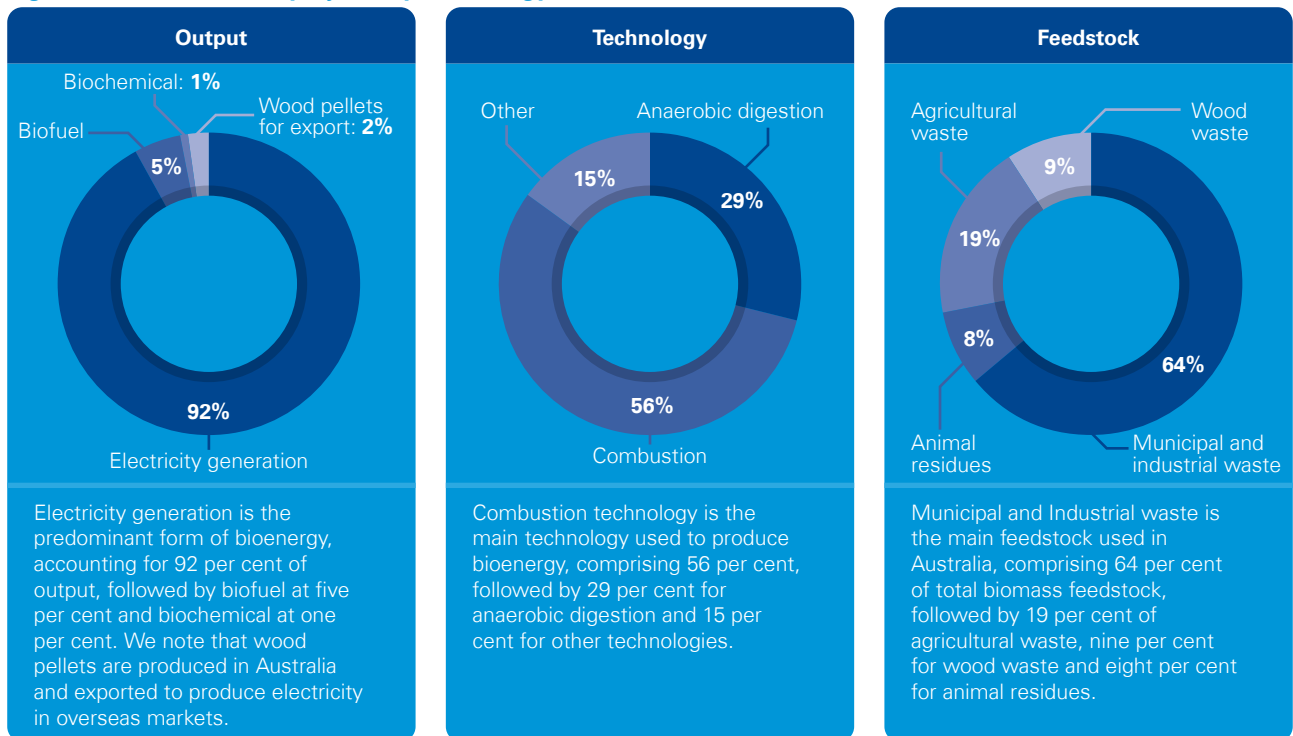 Output
Biochemical: 1%
Wood pellets
for export: 2%
Biofuel
5%
92%
Electricity generation
Electricity generation is the
predominant form of bioenergy,
accounting for 92 per cent of
output, followed by biofuel at five
per cent and biochemical at one
per cent. We note that wood
pellets are produced in Australia
and exported to produce electricity
in overseas markets.
Technology
Other
Anaerobic digestion
15%
29%
56%
Combustion
Combustion technology is the
main technology used to produce
bioenergy, comprising 56 per cent,
followed by 29 per cent for
anaerobic digestion and 15 per
cent for other technologies.
Feedstock
Agricultural
waste
Wood
waste
9%
19%
8%
64%
Animal
residues
Municipal and
industrial waste
Municipal and Industrial waste is
the main feedstock used in
Australia, comprising 64 per cent
of total biomass feedstock,
followed by 19 per cent of
agricultural waste, nine per cent
for wood waste and eight per cent
for animal residues.